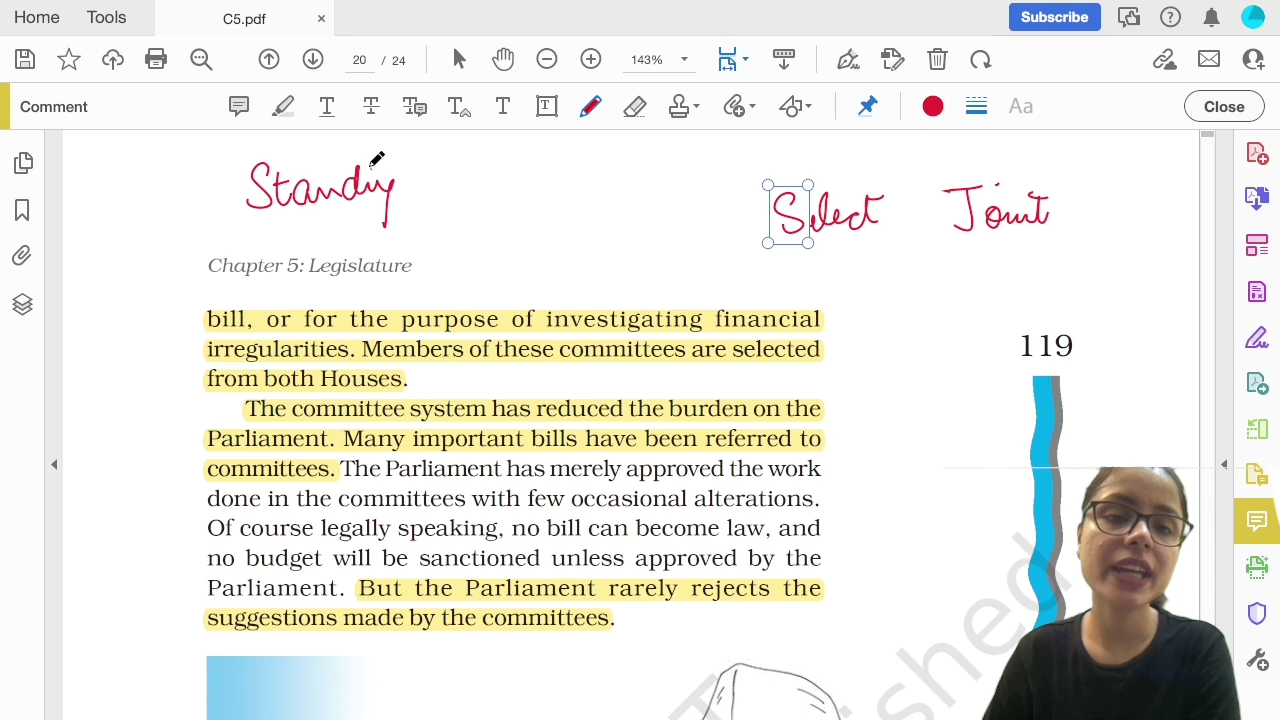 Home Tools C5.pdf × Subscribe
20 / 24 143%
Comment Aa Close
Standing Select Joint
Chapter 5: Legislature
bill, or for the purpose of investigating financial
irregularities. Members of these committees are selected
from both Houses.
119
The committee system has reduced the burden on the
Parliament. Many important bills have been referred to
committees. The Parliament has merely approved the work
done in the committees with few occasional alterations.
Of course legally speaking, no bill can become law, and
no budget will be sanctioned unless approved by the
Parliament. But the Parliament rarely rejects the
suggestions made by the committees.